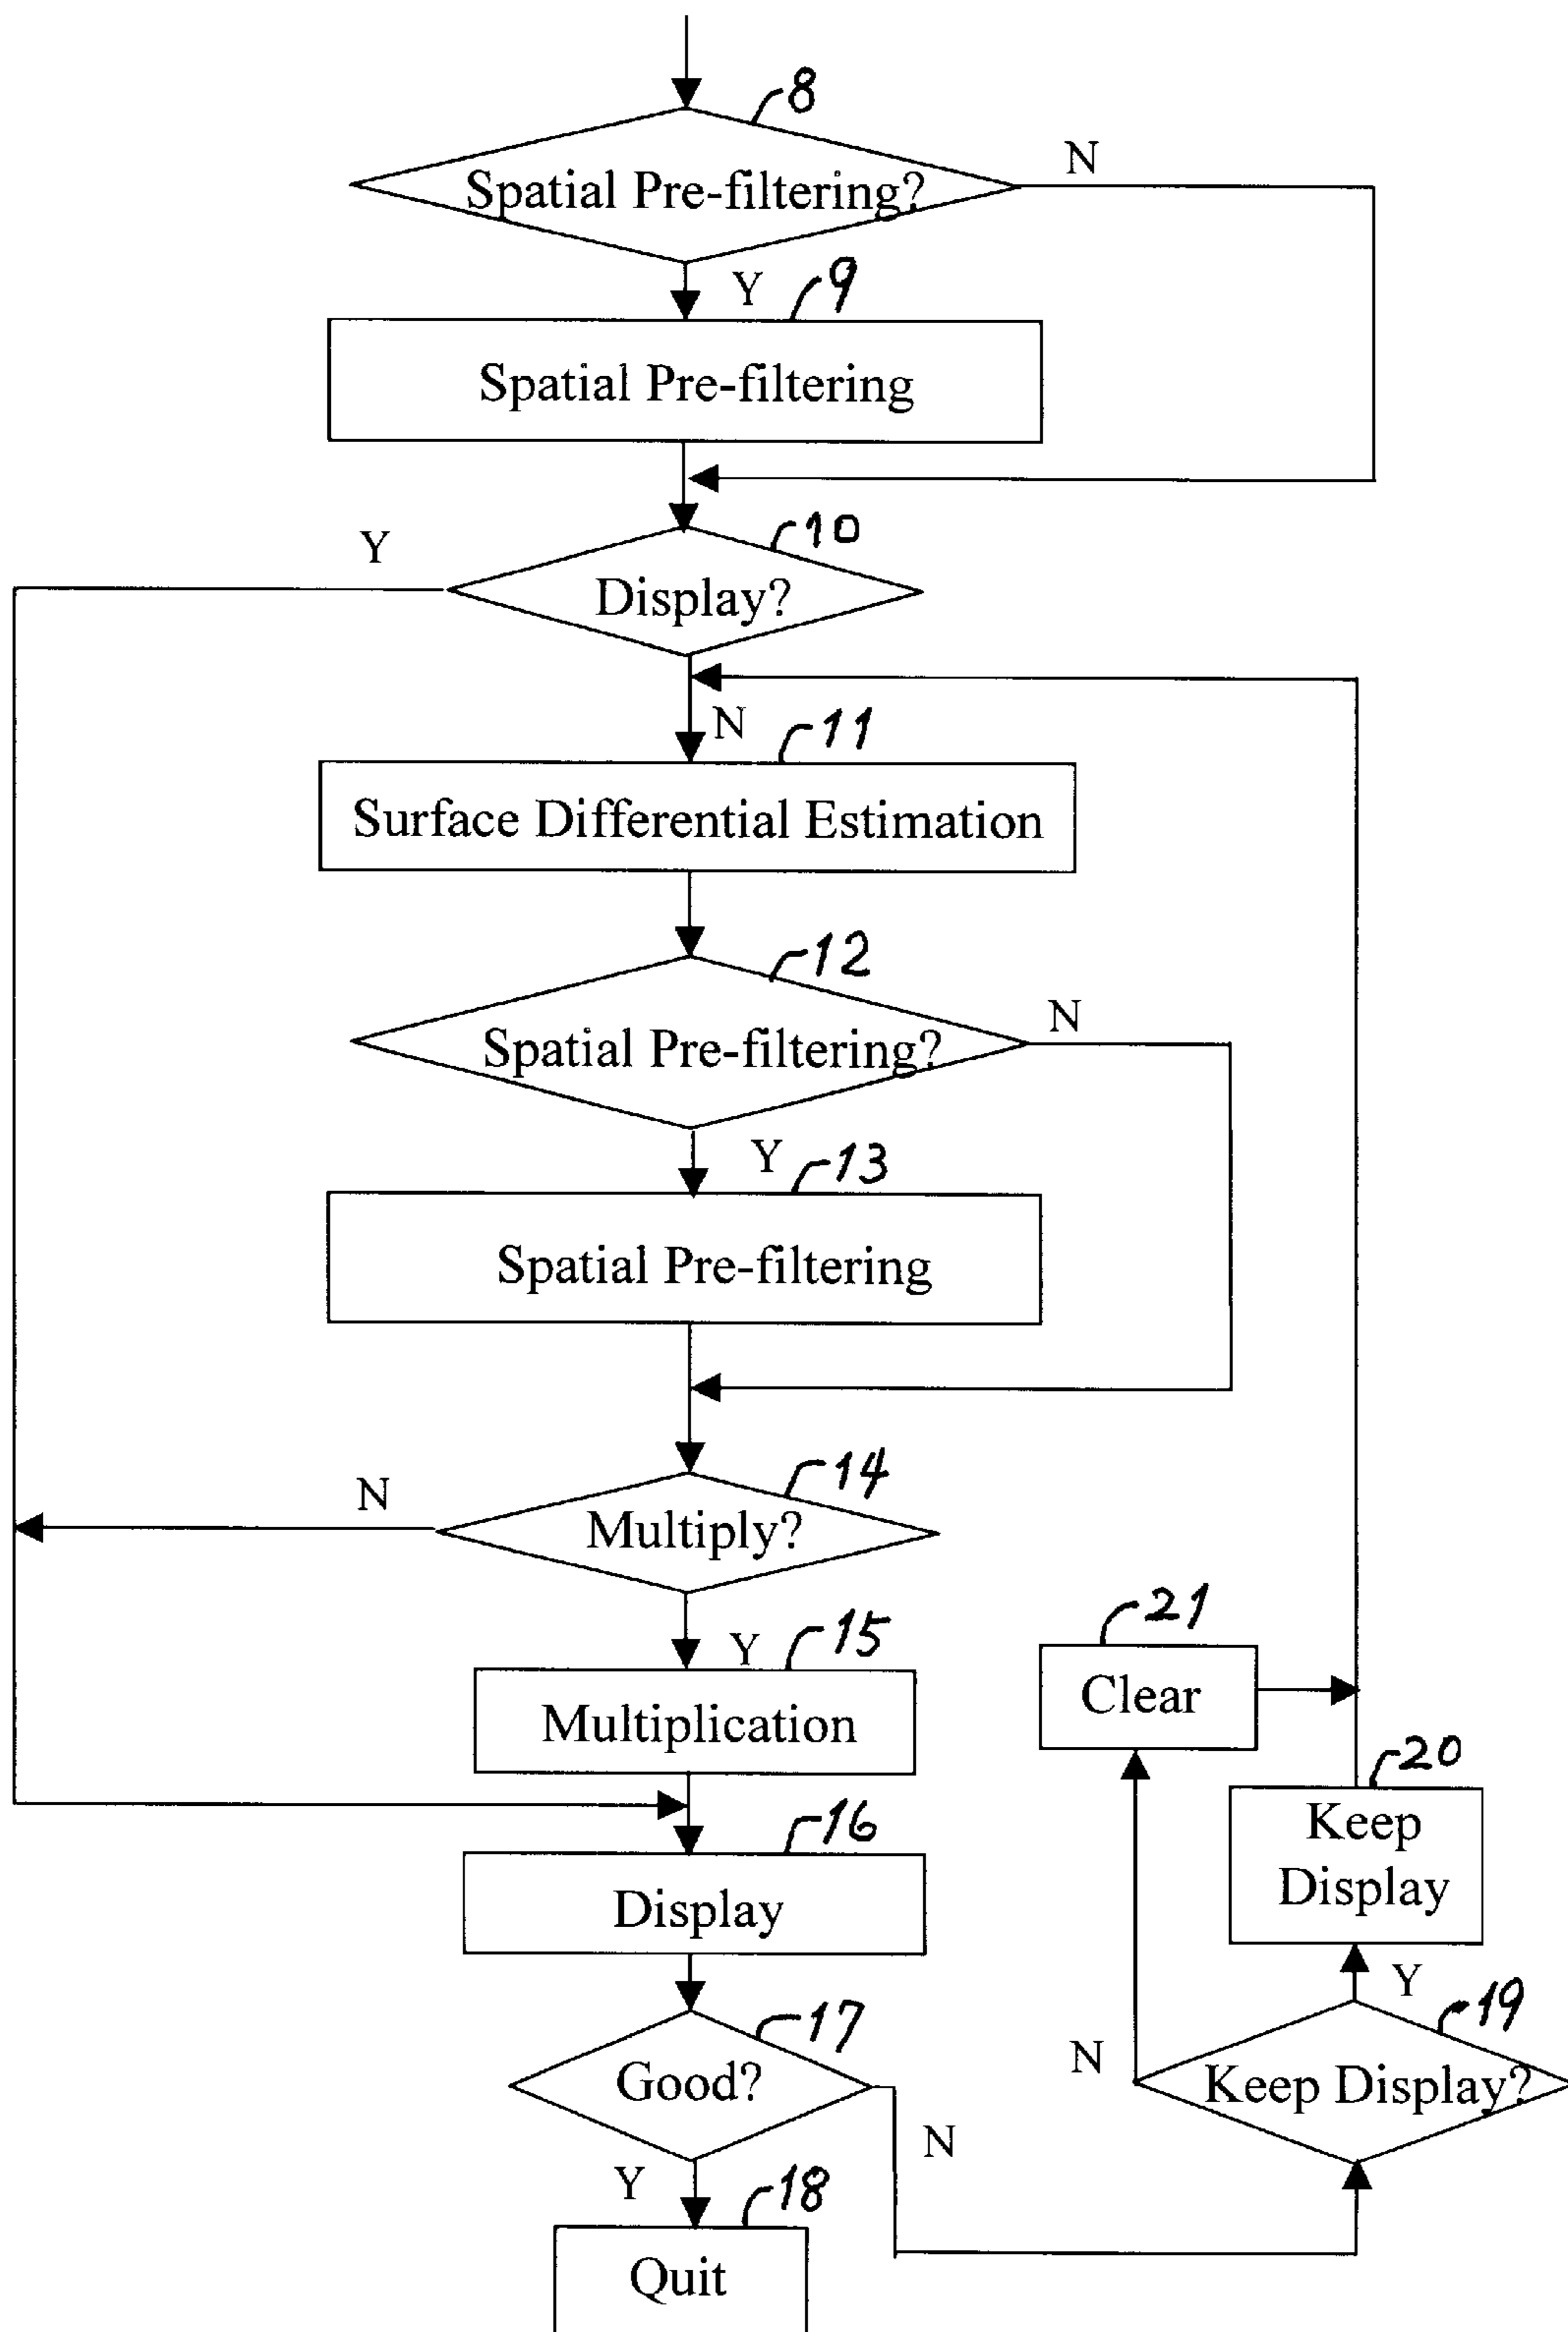 8
N
Spatial Pre-filtering?
Y
9
Spatial Pre-filtering
10
Y
Display?
N
11
Surface Differential Estimation
12
N
Spatial Pre-filtering?
Y
13
Spatial Pre-filtering
14
N
Multiply?
Y
15
Multiplication
16
Display
17
Good?
N
Y
18
Quit
19
Keep Display?
Y
N
20
Keep
Display
21
Clear